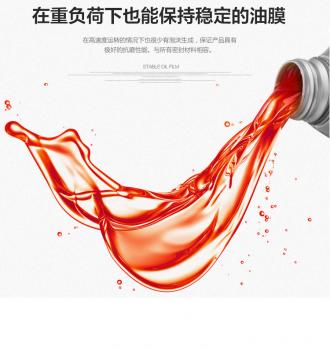 在重负荷下也能保持稳定的油膜
在高速度运转的情况下也很少有泡沫生成，保证产品具有
极好的抗磨性能。与所有密封材料相容。
STABLE OIL FILM